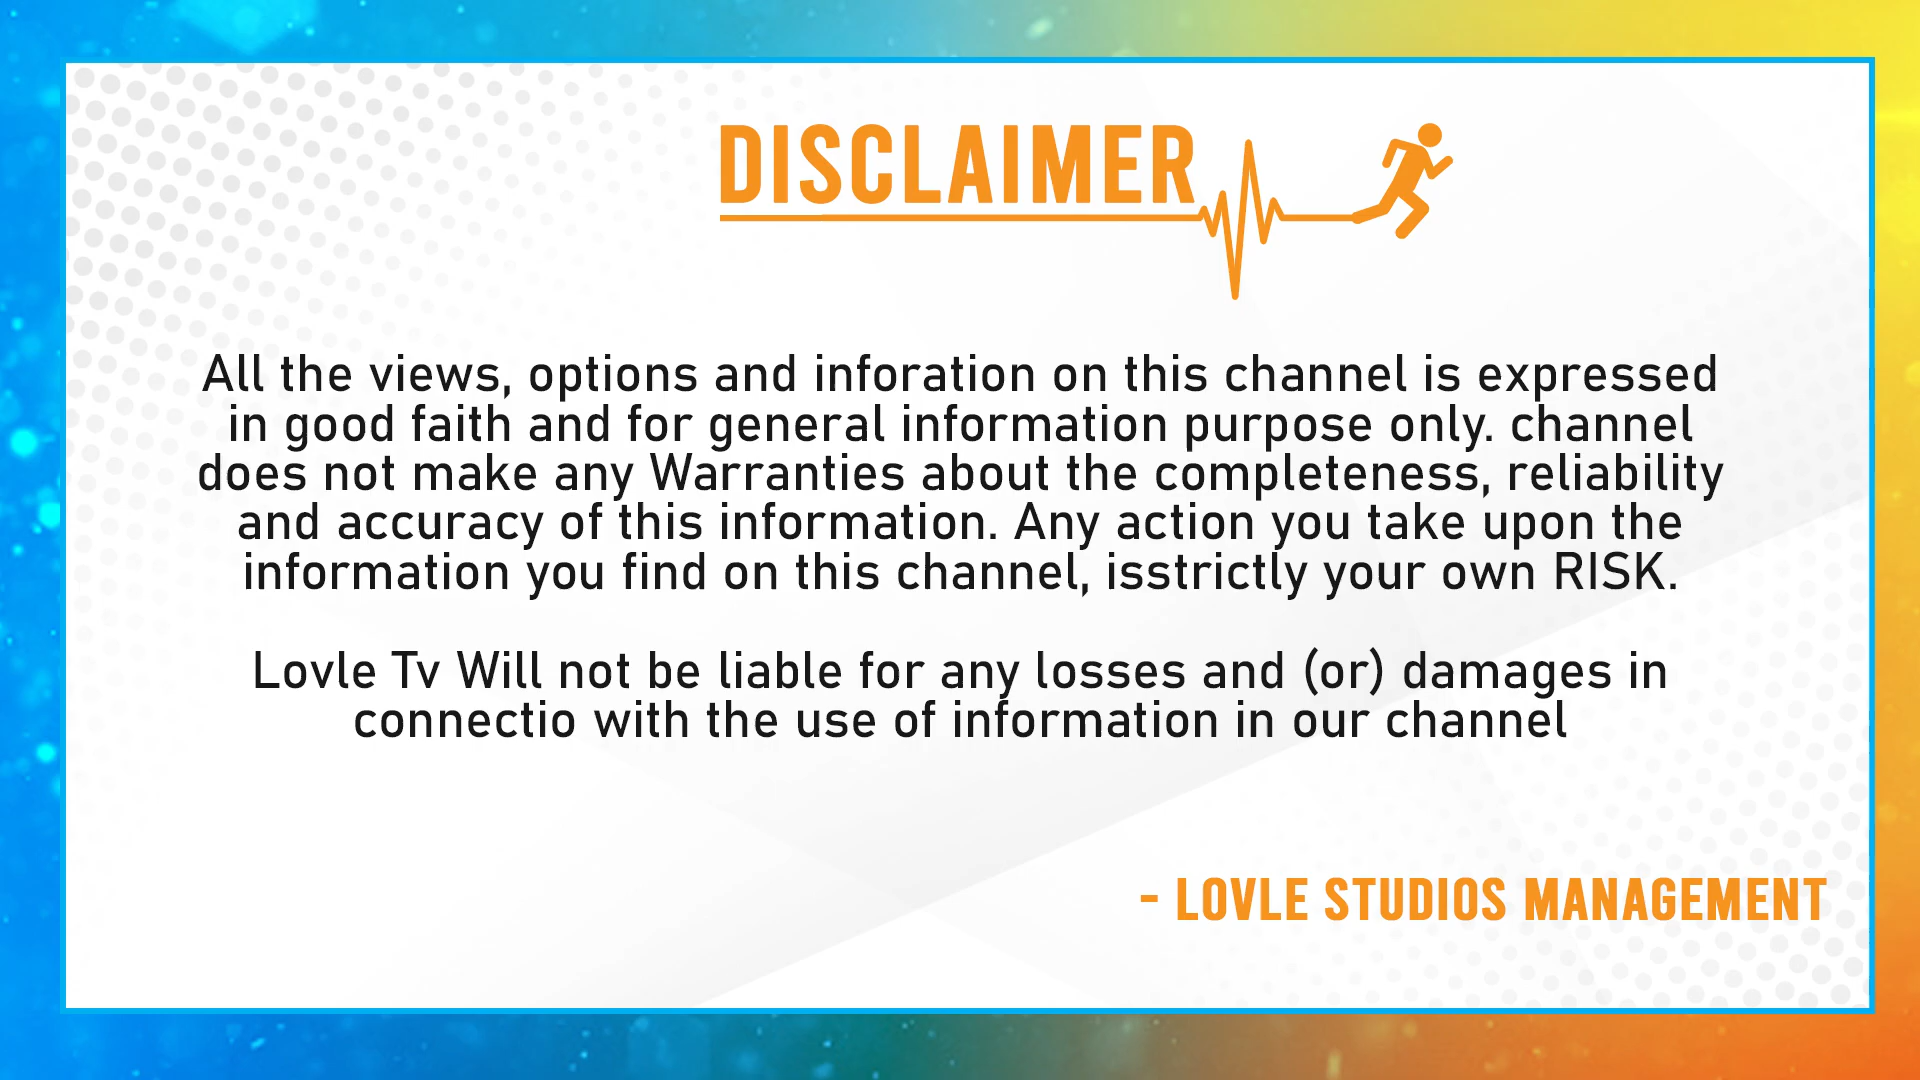 DISCLAIMER
All the views, options and inforation on this channel is expressed
in good faith and for general information purpose only. channel
does not make any Warranties about the completeness, reliability
and accuracy of this information. Any action you take upon the
information you find on this channel, isstrictly your own RISK.
Lovle Tv Will not be liable for any losses and (or) damages in
connectio with the use of information in our channel
- LOVLE STUDIOS MANAGEMENT